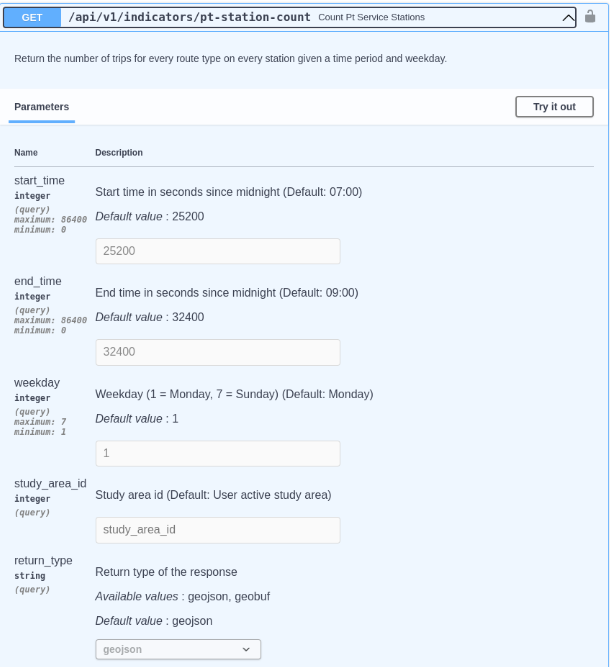 GET /api/v1/indicators/pt-station-count Count Pt Service Stations
Return the number of trips for every route type on every station given a time period and weekday.
Parameters
Try it out
Name Description
start_time
integer
(query)
maximum: 86400
minimum: 0
Start time in seconds since midnight (Default: 07:00)
Default value : 25200
25200
end_time
integer
(query)
maximum: 86400
minimum: 0
End time in seconds since midnight (Default: 09:00)
Default value : 32400
32400
weekday
integer
(query)
maximum: 7
minimum: 1
Weekday (1 = Monday, 7 = Sunday) (Default: Monday)
Default value : 1
1
study_area_id
integer
(query)
Study area id (Default: User active study area)
study_area_id
return_type
string
(query)
Return type of the response
Available values : geojson, geobuf
Default value : geojson
geojson